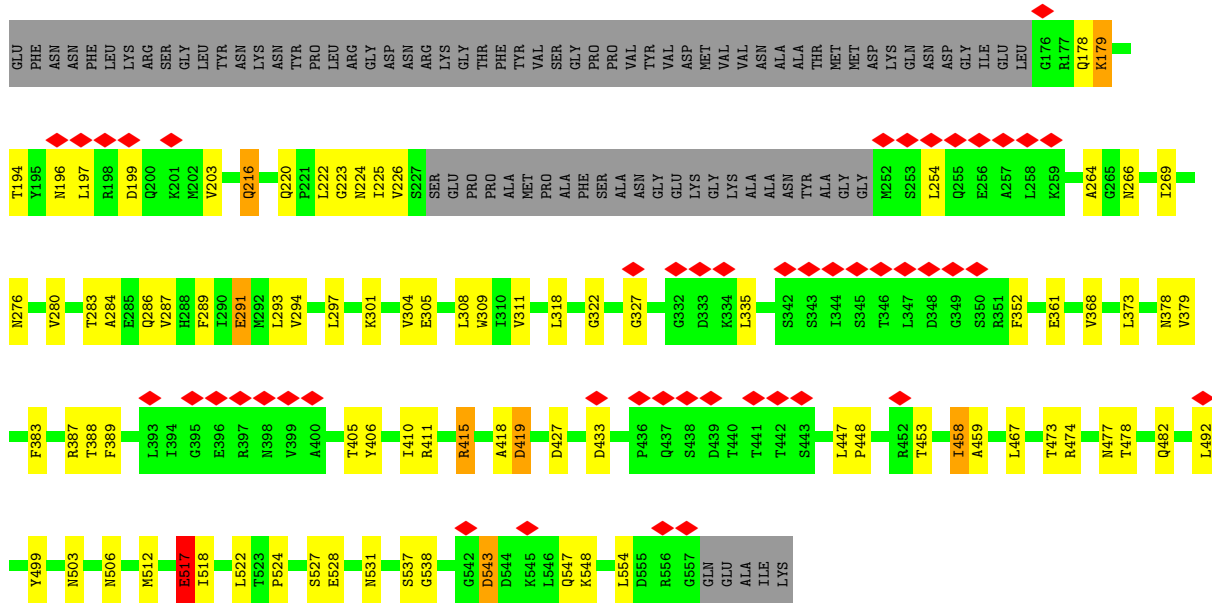 GLU PHE ASN ASN PHE LEU LYS ARG SER GLY LEU TYR ASN LYS ASN TYR PRO LEU ARG GLY ASP ASN ARG LYS GLY THR PHE TYR VAL SER GLY PRO PRO VAL TYR VAL ASP MET VAL VAL ASN ALA ALA THR MET MET ASP LYS GLN ASN ASP GLY ILE GLU LEU G176 R177 Q178 K179
T194 Y195 N196 L197 R198 D199 Q200 K201 M202 V203 Q216 Q220 P221 L222 G223 N224 I225 V226 S227 SER GLU PRO PRO ALA MET PRO ALA PHE SER ALA ASN GLY GLU LYS GLY LYS ALA ALA ASN TYR ALA GLY GLY M252 S253 L254 Q255 E256 A257 L258 K259 A264 G265 N266 I269
N276 V280 T283 A284 E285 Q286 V287 H288 F289 I290 E291 M292 L293 V294 L297 K301 V304 E305 L308 W309 I310 V311 L318 G322 G327 G332 D333 K334 L335 S342 S343 I344 S345 T346 L347 D348 G349 S350 R351 F352 E361 V368 L373 N378 V379
F383 R387 T388 F389 L393 I394 G395 E396 R397 N398 V399 A400 T405 Y406 I410 R411 R415 A418 D419 D427 D433 P436 Q437 S438 D439 T440 T441 T442 S443 L447 P448 R452 T453 I458 A459 L467 T473 R474 N477 T478 Q482 L492
Y499 N503 N506 M512 E517 I518 L522 T523 P524 S527 E528 N531 S537 G538 G542 D543 D544 K545 L546 Q547 K548 L554 D555 R556 G557 GLN GLU ALA ILE LYS